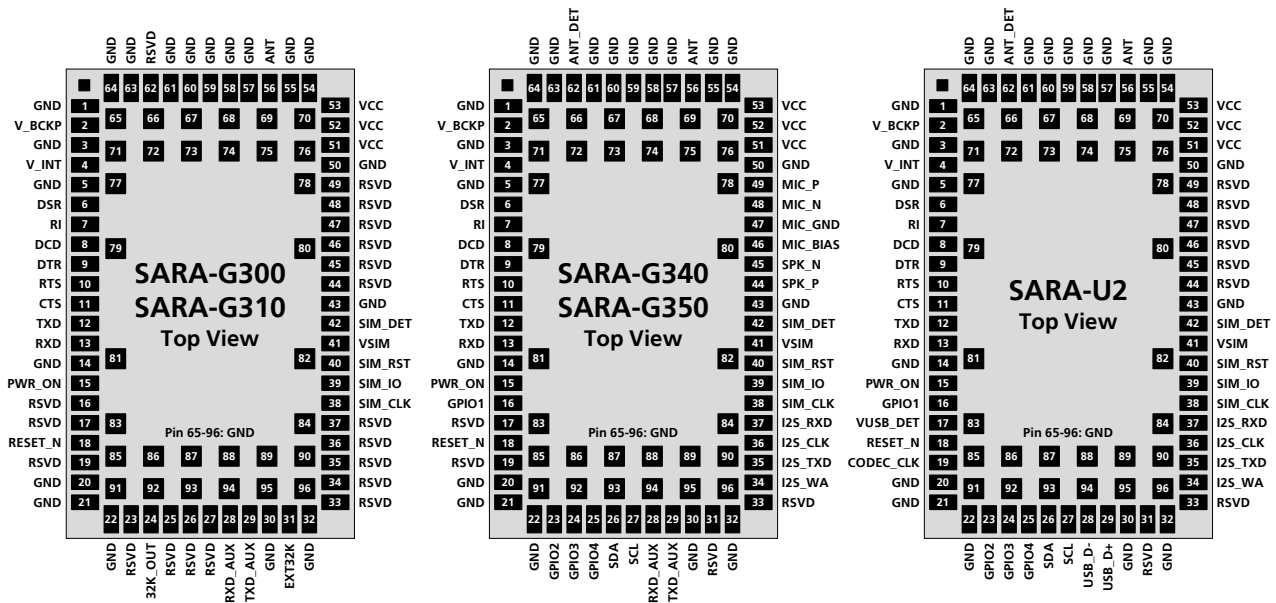 GND GND RSVD GND GND GND GND GND ANT GND GND
64 63 62 61 60 59 58 57 56 55 54
GND 1 53 VCC
V_BCKP 2 65 66 67 68 69 70 52 VCC
GND 3 71 72 73 74 75 76 51 VCC
V_INT 4 50 GND
GND 5 77 78 49 RSVD
DSR 6 48 RSVD
RI 7 47 RSVD
DCD 8 79 80 46 RSVD
DTR 9 45 RSVD
RTS 10 44 RSVD
CTS 11 43 GND
TXD 12 42 SIM_DET
RXD 13 41 VSIM
GND 14 81 82 40 SIM_RST
PWR_ON 15 39 SIM_IO
RSVD 16 38 SIM_CLK
RSVD 17 83 84 37 RSVD
RESET_N 18 36 RSVD
RSVD 19 85 86 87 88 89 90 35 RSVD
GND 20 34 RSVD
GND 21 91 92 93 94 95 96 33 RSVD
SARA-G300
SARA-G310
Top View
Pin 65-96: GND
22 23 24 25 26 27 28 29 30 31 32
GND RSVD 32K_OUT RSVD RSVD RSVD RXD_AUX TXD_AUX GND EXT32K GND
GND GND ANT_DET GND GND GND GND GND ANT GND GND
64 63 62 61 60 59 58 57 56 55 54
GND 1 53 VCC
V_BCKP 2 65 66 67 68 69 70 52 VCC
GND 3 71 72 73 74 75 76 51 VCC
V_INT 4 50 GND
GND 5 77 78 49 MIC_P
DSR 6 48 MIC_N
RI 7 47 MIC_GND
DCD 8 79 80 46 MIC_BIAS
DTR 9 45 SPK_N
RTS 10 44 SPK_P
CTS 11 43 GND
TXD 12 42 SIM_DET
RXD 13 41 VSIM
GND 14 81 82 40 SIM_RST
PWR_ON 15 39 SIM_IO
GPIO1 16 38 SIM_CLK
RSVD 17 83 84 37 I2S_RXD
RESET_N 18 36 I2S_CLK
RSVD 19 85 86 87 88 89 90 35 I2S_TXD
GND 20 34 I2S_WA
GND 21 91 92 93 94 95 96 33 RSVD
SARA-G340
SARA-G350
Top View
Pin 65-96: GND
22 23 24 25 26 27 28 29 30 31 32
GND GPIO2 GPIO3 GPIO4 SDA SCL RXD_AUX TXD_AUX GND RSVD GND
GND GND ANT_DET GND GND GND GND GND ANT GND GND
64 63 62 61 60 59 58 57 56 55 54
GND 1 53 VCC
V_BCKP 2 65 66 67 68 69 70 52 VCC
GND 3 71 72 73 74 75 76 51 VCC
V_INT 4 50 GND
GND 5 77 78 49 RSVD
DSR 6 48 RSVD
RI 7 47 RSVD
DCD 8 79 80 46 RSVD
DTR 9 45 RSVD
RTS 10 44 RSVD
CTS 11 43 GND
TXD 12 42 SIM_DET
RXD 13 41 VSIM
GND 14 81 82 40 SIM_RST
PWR_ON 15 39 SIM_IO
GPIO1 16 38 SIM_CLK
VUSB_DET 17 83 84 37 I2S_RXD
RESET_N 18 36 I2S_CLK
CODEC_CLK 19 85 86 87 88 89 90 35 I2S_TXD
GND 20 34 I2S_WA
GND 21 91 92 93 94 95 96 33 RSVD
SARA-U2
Top View
Pin 65-96: GND
22 23 24 25 26 27 28 29 30 31 32
GND GPIO2 GPIO3 GPIO4 SDA SCL USB_D- USB_D+ GND RSVD GND